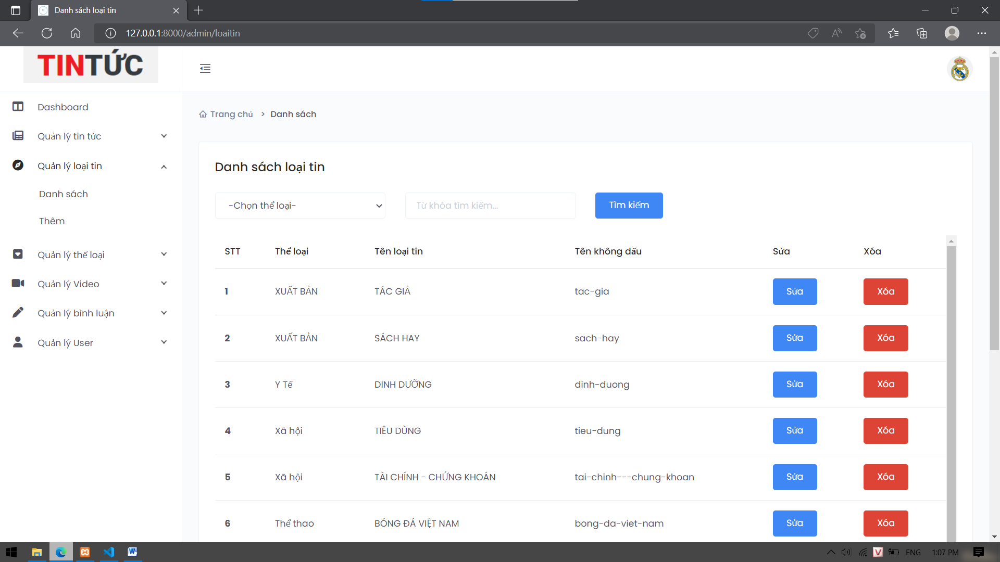 Danh sách loại tin
127.0.0.1:8000/admin/loaitin
TINTỨC
Dashboard
Quản lý tin tức
Quản lý loại tin
Danh sách
Thêm
Quản lý thể loại
Quản lý Video
Quản lý bình luận
Quản lý User
Trang chủ > Danh sách
Danh sách loại tin
-Chọn thể loại- Từ khóa tìm kiếm... Tìm kiếm
STT Thể loại Tên loại tin Tên không dấu Sửa Xóa
1 XUẤT BẢN TÁC GIẢ tac-gia Sửa Xóa
2 XUẤT BẢN SÁCH HAY sach-hay Sửa Xóa
3 Y Tế DINH DƯỠNG dinh-duong Sửa Xóa
4 Xã hội TIÊU DÙNG tieu-dung Sửa Xóa
5 Xã hội TÀI CHÍNH - CHỨNG KHOÁN tai-chinh---chung-khoan Sửa Xóa
6 Thể thao BÓNG ĐÁ VIỆT NAM bong-da-viet-nam Sửa Xóa
ENG 1:07 PM